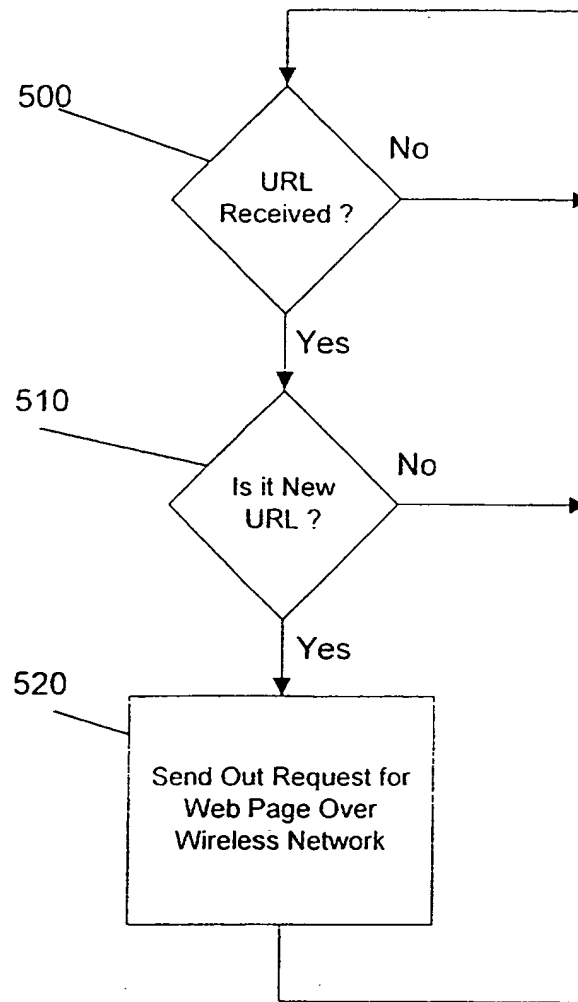 500
URL
Received ?
No
Yes
510
Is it New
URL ?
No
Yes
520
Send Out Request for
Web Page Over
Wireless Network